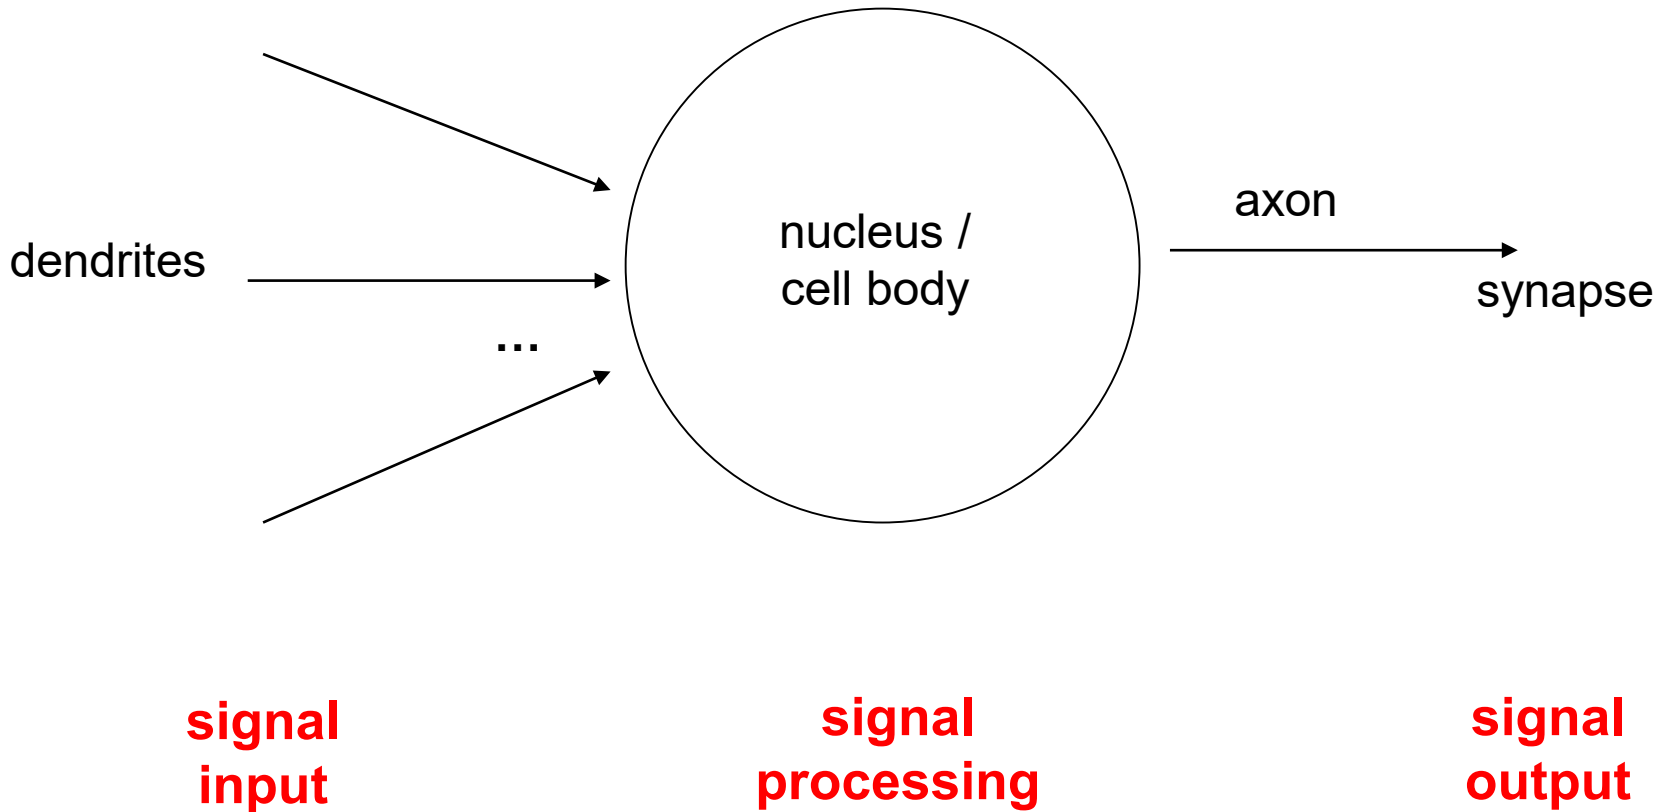 dendrites
…
nucleus /
cell body
axon
synapse
signal
input
signal
processing
signal
output